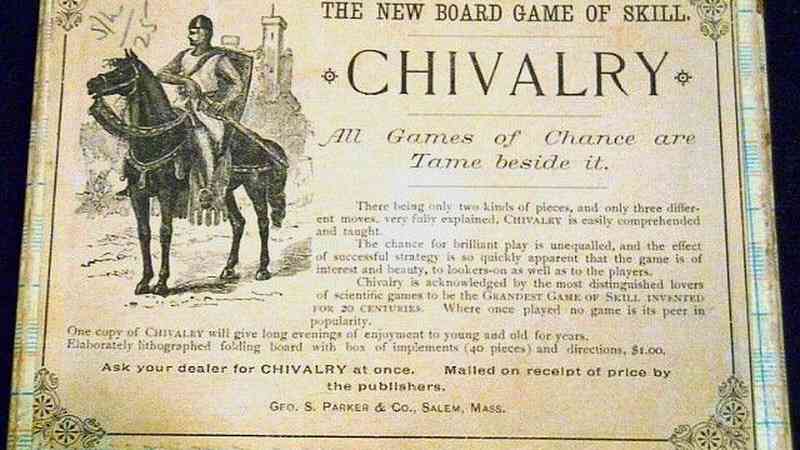 THE NEW BOARD GAME OF SKILL.
CHIVALRY
All Games of Chance are
Tame beside it.
There being only two kinds of pieces, and only three differ-
ent moves, very fully explained, CHIVALRY is easily comprehended
and taught.
The chance for brilliant play is unequalled, and the effect
of successful strategy is so quickly apparent that the game is of
interest and beauty, to lookers-on as well as to the players.
Chivalry is acknowledged by the most distinguished lovers
of scientific games to be the GRANDEST GAME OF SKILL INVENTED
FOR 20 CENTURIES. Where once played no game is its peer in
popularity.
One copy of CHIVALRY will give long evenings of enjoyment to young and old for years.
Elaborately lithographed folding board with box of implements (40 pieces) and directions, $1.00.
Ask your dealer for CHIVALRY at once. Mailed on receipt of price by
the publishers.
GEO. S. PARKER & CO., SALEM, MASS.